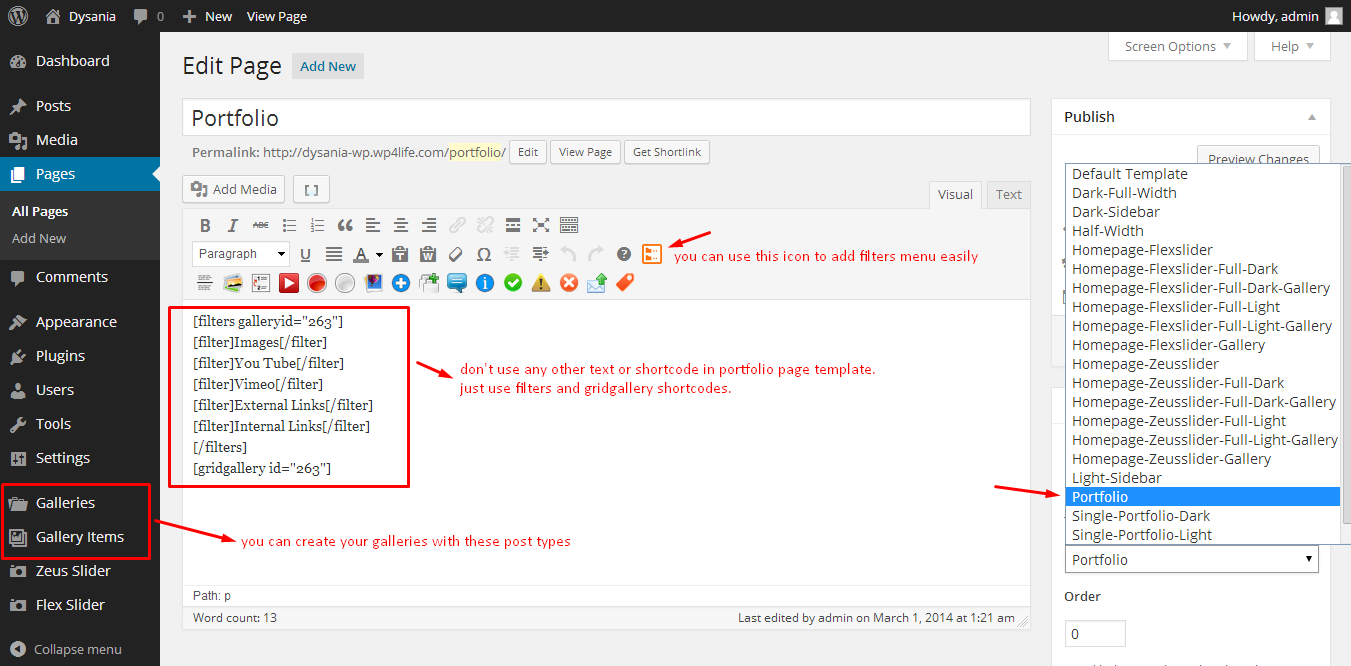 Dysania 0 New View Page Howdy, admin
Screen Options Help
Dashboard
Posts
Media
Pages
All Pages
Add New
Comments
Appearance
Plugins
Users
Tools
Settings
Galleries
Gallery Items
Zeus Slider
Flex Slider
Collapse menu
Edit Page Add New
Portfolio
Permalink: http://dysania-wp.wp4life.com/portfolio/ Edit View Page Get Shortlink
Add Media [ ]
Visual Text
B I ABC
Paragraph U A W Ω
you can use this icon to add filters menu easily
[filters galleryid="263"]
[filter]Images[/filter]
[filter]You Tube[/filter]
[filter]Vimeo[/filter]
[filter]External Links[/filter]
[filter]Internal Links[/filter]
[/filters]
[gridgallery id="263"]
don't use any other text or shortcode in portfolio page template.
just use filters and gridgallery shortcodes.
you can create your galleries with these post types
Path: p
Word count: 13 Last edited by admin on March 1, 2014 at 1:21 am
Publish
Preview Changes
Default Template
Dark-Full-Width
Dark-Sidebar
Half-Width
Homepage-Flexslider
Homepage-Flexslider-Full-Dark
Homepage-Flexslider-Full-Dark-Gallery
Homepage-Flexslider-Full-Light
Homepage-Flexslider-Full-Light-Gallery
Homepage-Flexslider-Gallery
Homepage-Zeusslider
Homepage-Zeusslider-Full-Dark
Homepage-Zeusslider-Full-Dark-Gallery
Homepage-Zeusslider-Full-Light
Homepage-Zeusslider-Full-Light-Gallery
Homepage-Zeusslider-Gallery
Light-Sidebar
Portfolio
Single-Portfolio-Dark
Single-Portfolio-Light
Portfolio
Order
0